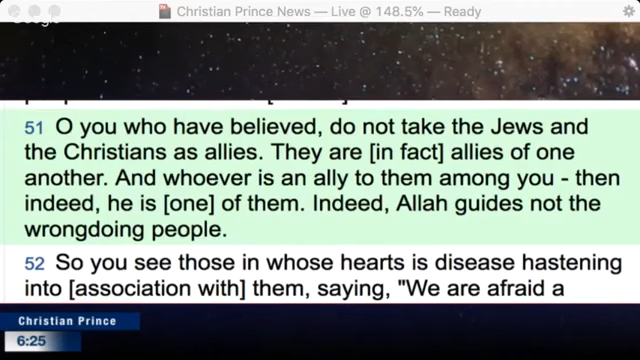 Christian Prince News — Live @ 148.5% — Ready
51 O you who have believed, do not take the Jews and
the Christians as allies. They are [in fact] allies of one
another. And whoever is an ally to them among you - then
indeed, he is [one] of them. Indeed, Allah guides not the
wrongdoing people.
52 So you see those in whose hearts is disease hastening
into [association with] them, saying, "We are afraid a
Christian Prince
6:25